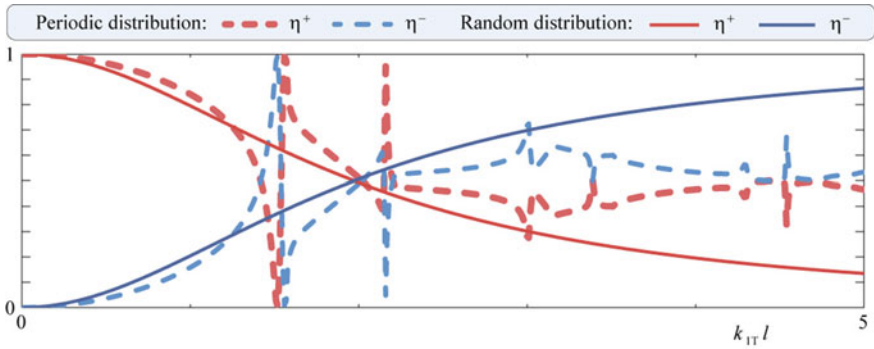 Periodic distribution: η⁺ η⁻ Random distribution: η⁺ η⁻
1
0
0 5
k₁T l